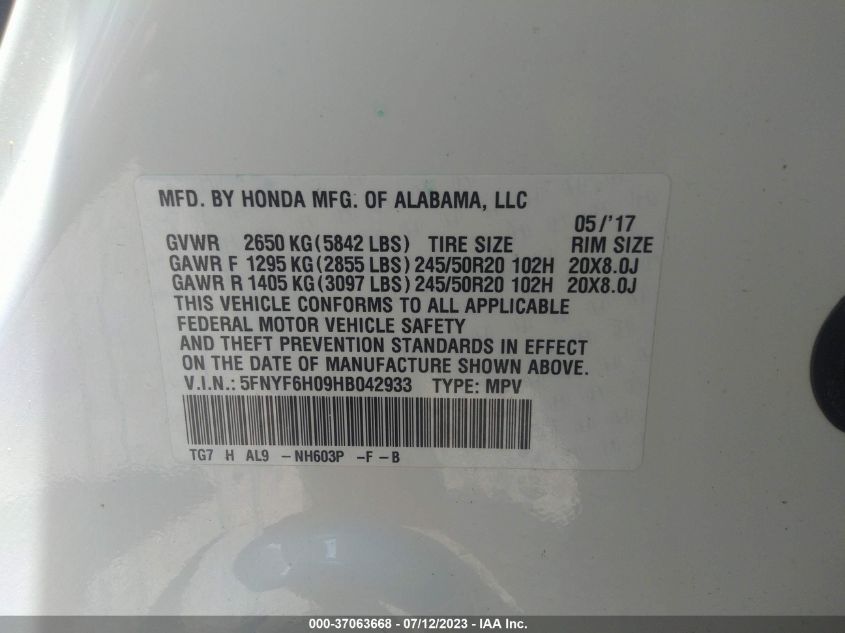 MFD. BY HONDA MFG. OF ALABAMA, LLC
05/'17
GVWR 2650 KG (5842 LBS) TIRE SIZE RIM SIZE
GAWR F 1295 KG (2855 LBS) 245/50R20 102H 20X8.0J
GAWR R 1405 KG (3097 LBS) 245/50R20 102H 20X8.0J
THIS VEHICLE CONFORMS TO ALL APPLICABLE
FEDERAL MOTOR VEHICLE SAFETY
AND THEFT PREVENTION STANDARDS IN EFFECT
ON THE DATE OF MANUFACTURE SHOWN ABOVE.
V.I.N.: 5FNYF6H09HB042933 TYPE: MPV
TG7 H AL9 -NH603P -F -B
000-37063668 - 07/12/2023 - IAA Inc.